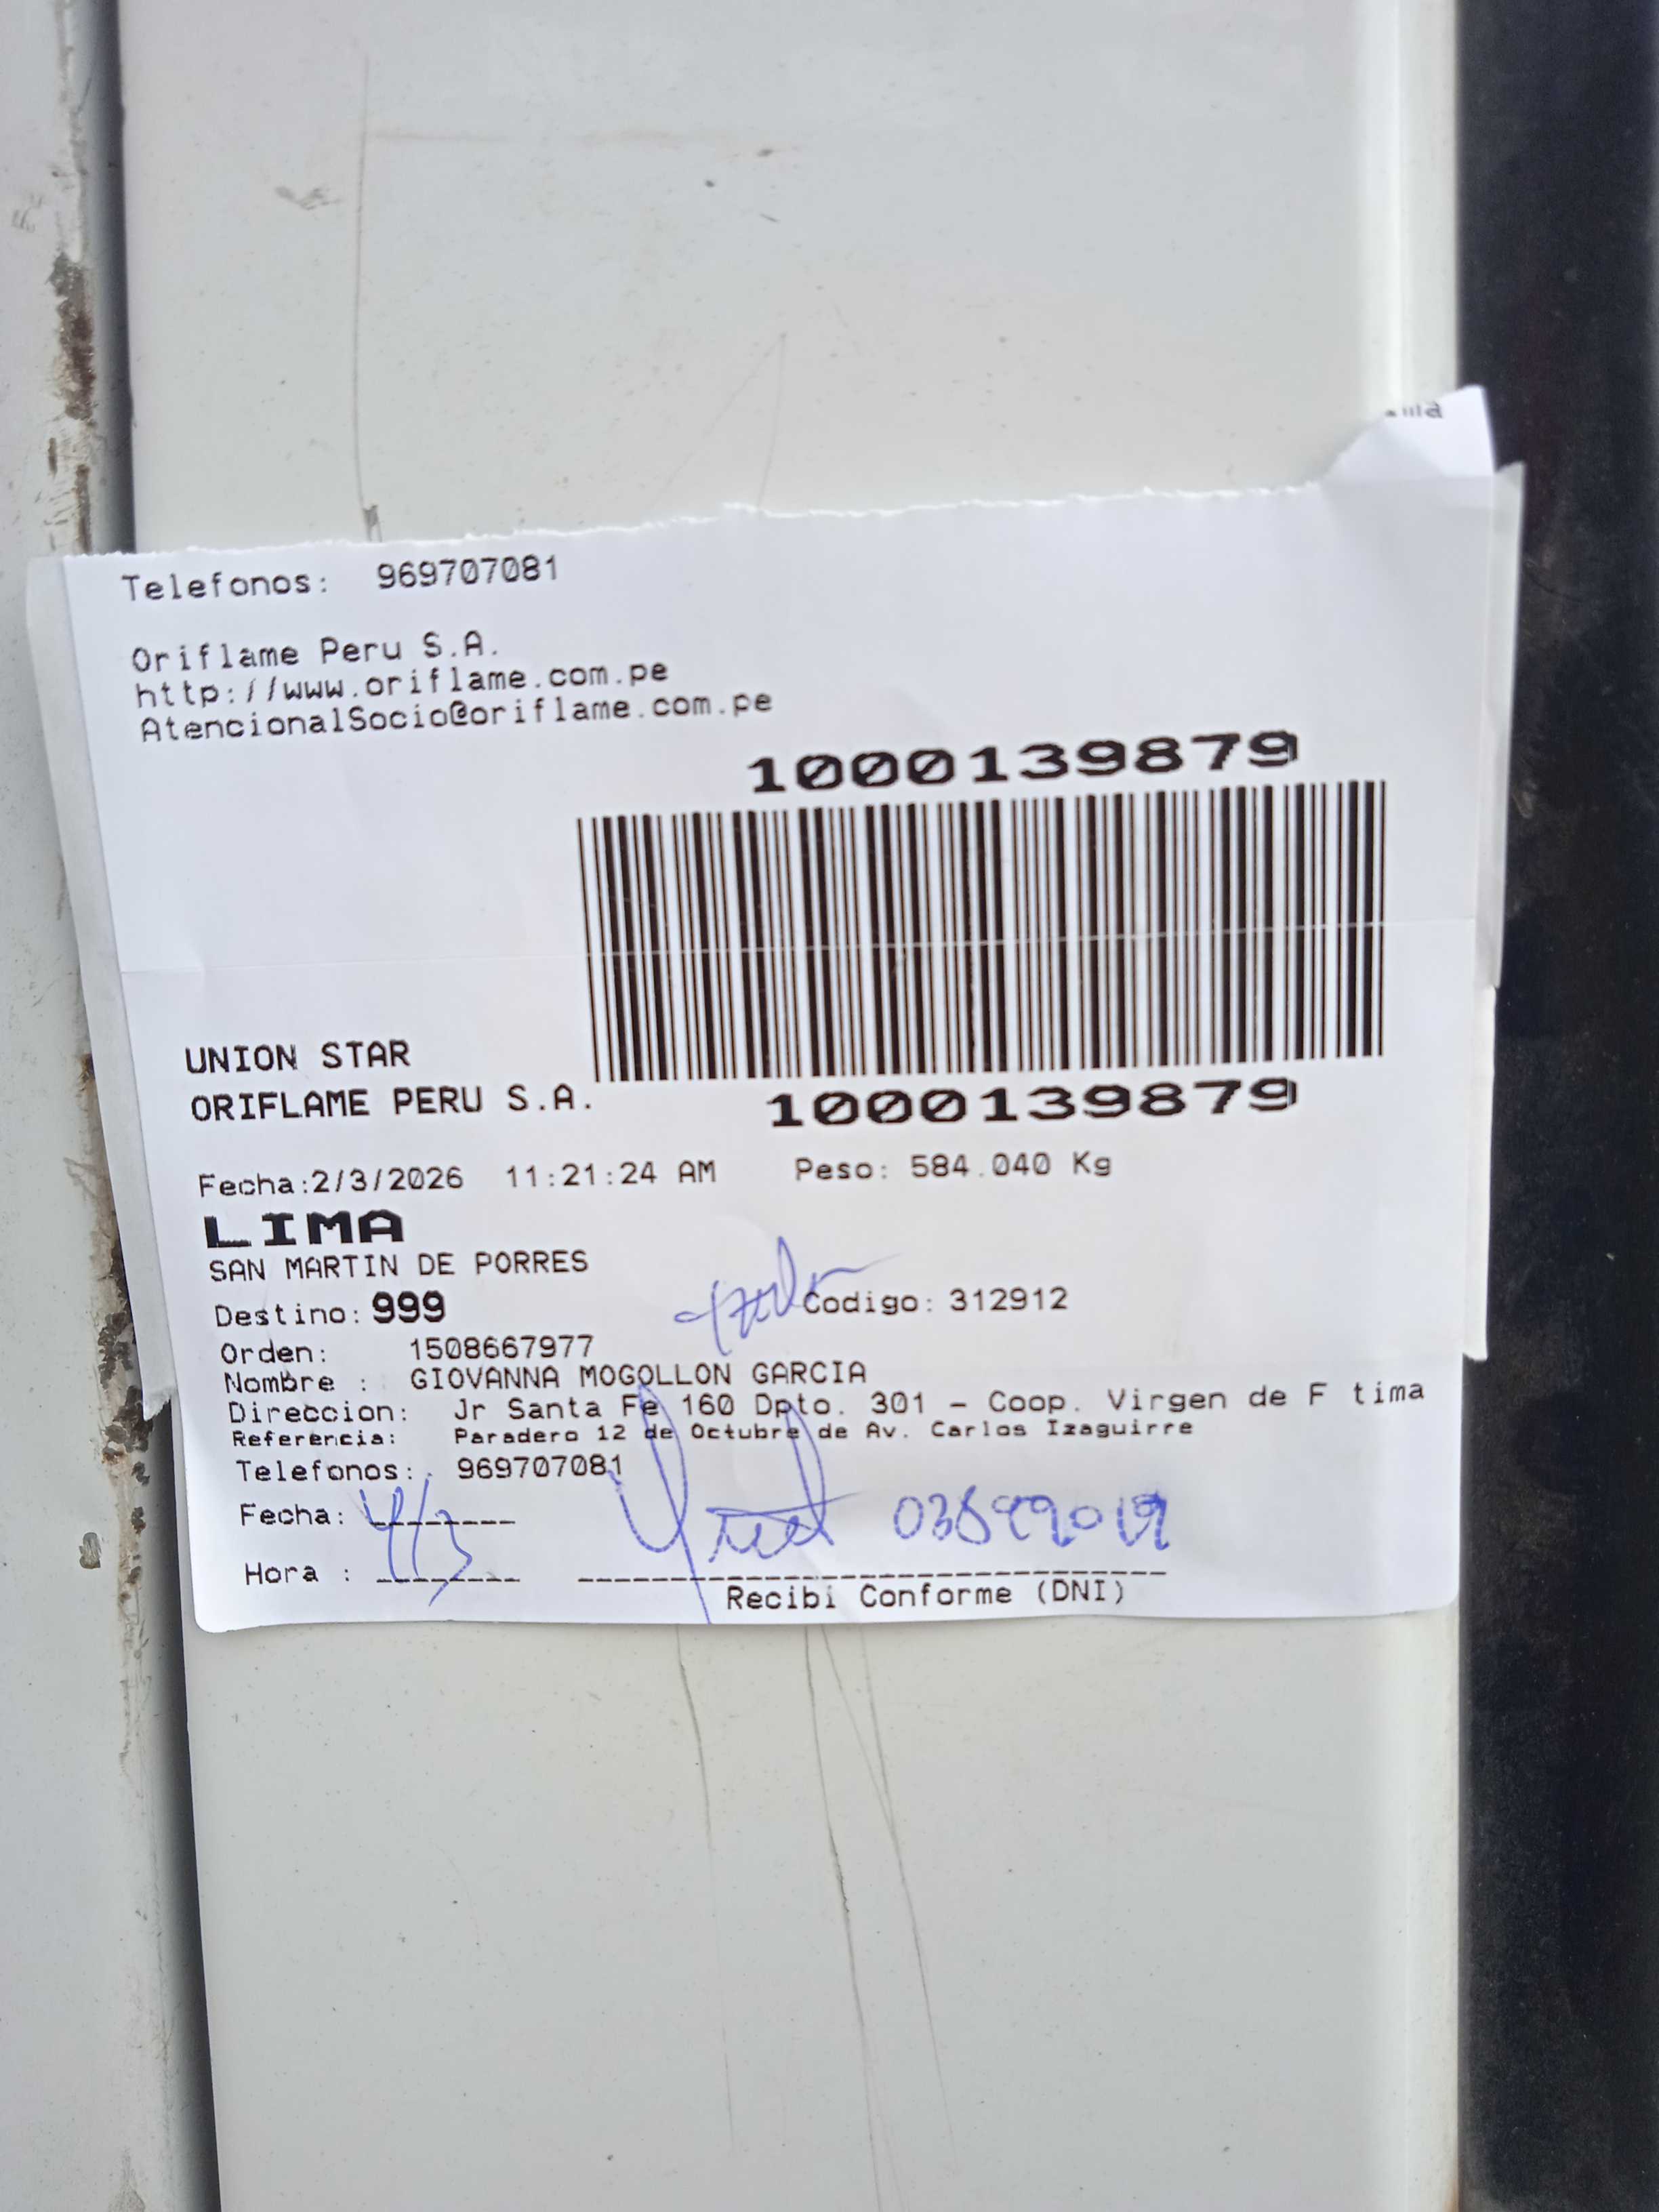 Telefonos: 969707081
Oriflame Peru S.A.
http://www.oriflame.com.pe
AtencionalSocio@oriflame.com.pe
1000139879
UNION STAR
ORIFLAME PERU S.A.
1000139879
Fecha:2/3/2026 11:21:24 AM Peso: 584.040 Kg
LIMA
SAN MARTIN DE PORRES
Destino: 999 Codigo: 312912
Orden: 1508667977
Nombre : GIOVANNA MOGOLLON GARCIA
Direccion: Jr Santa Fe 160 Dpto. 301 - Coop. Virgen de F tima
Referencia: Paradero 12 de Octubre de Av. Carlos Izaguirre
Telefonos: 969707081
Fecha: 4/3
Hora :
Recibi Conforme (DNI)